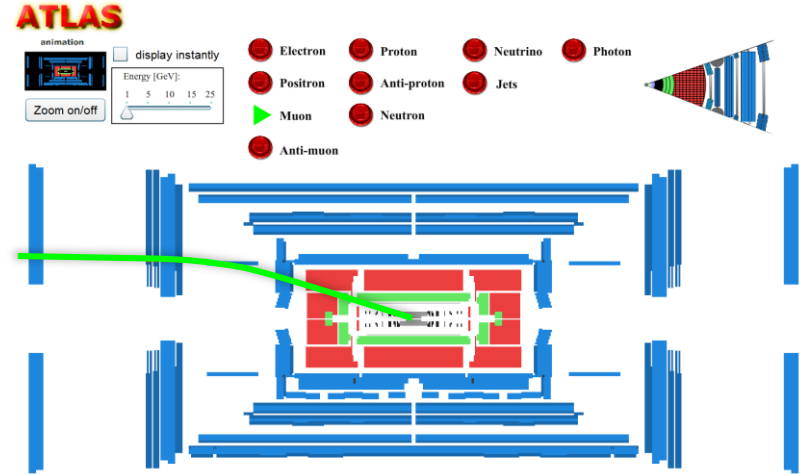 ATLAS
animation
display instantly
Energy [GeV]:
1 5 10 15 25
Zoom on/off
Electron Proton Neutrino Photon
Positron Anti-proton Jets
Muon Neutron
Anti-muon